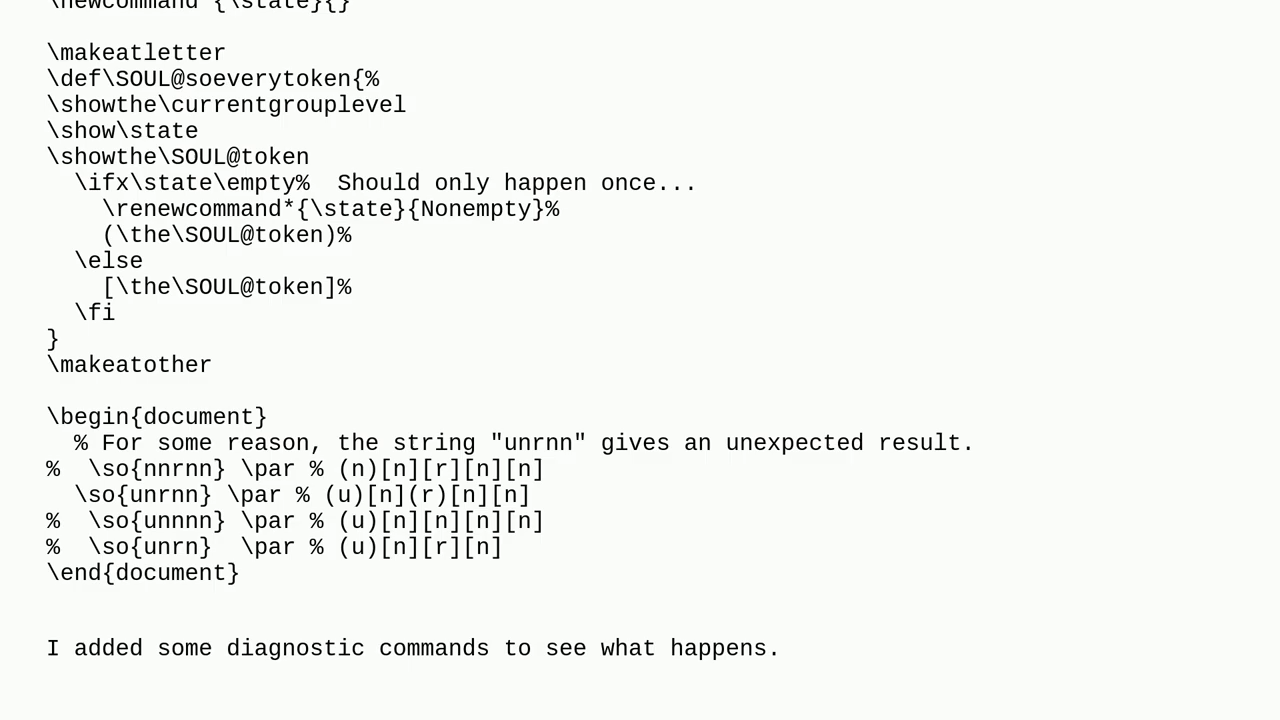 \newcommand*{\state}{}
\makeatletter
\def\SOUL@soeverytoken{%
\showthe\currentgrouplevel
\show\state
\showthe\SOUL@token
  \ifx\state\empty%  Should only happen once...
    \renewcommand*{\state}{Nonempty}%
    (\the\SOUL@token)%
  \else
    [\the\SOUL@token]%
  \fi
}
\makeatother
\begin{document}
  % For some reason, the string "unrnn" gives an unexpected result.
%  \so{nnrnn} \par % (n)[n][r][n][n]
  \so{unrnn} \par % (u)[n](r)[n][n]
%  \so{unnnn} \par % (u)[n][n][n][n]
%  \so{unrn}  \par % (u)[n][r][n]
\end{document}
I added some diagnostic commands to see what happens.